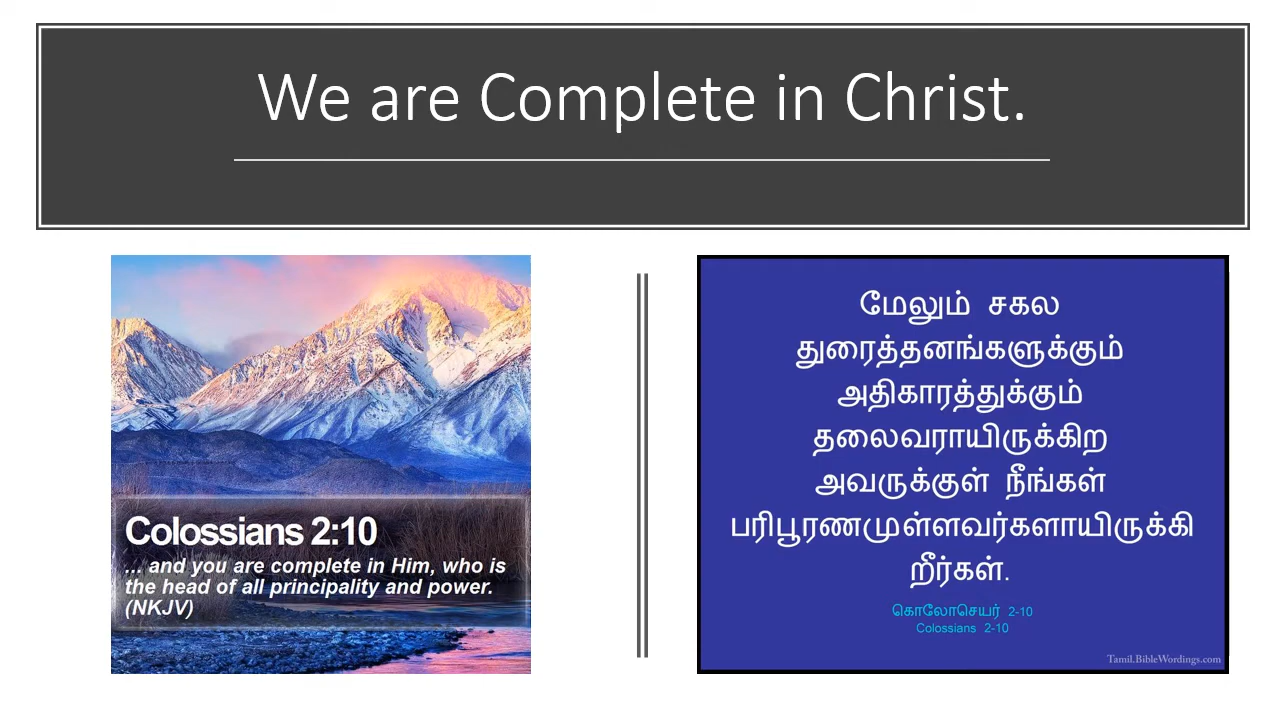 We are Complete in Christ.
Colossians 2:10
... and you are complete in Him, who is
the head of all principality and power.
(NKJV)
மேலும் சகல
துரைத்தனங்களுக்கும்
அதிகாரத்துக்கும்
தலைவராயிருக்கிற
அவருக்குள் நீங்கள்
பரிபூரணமுள்ளவர்களாயிருக்கி
றீர்கள்.
கொலோசெயர் 2-10
Colossians 2-10
Tamil.BibleWordings.com